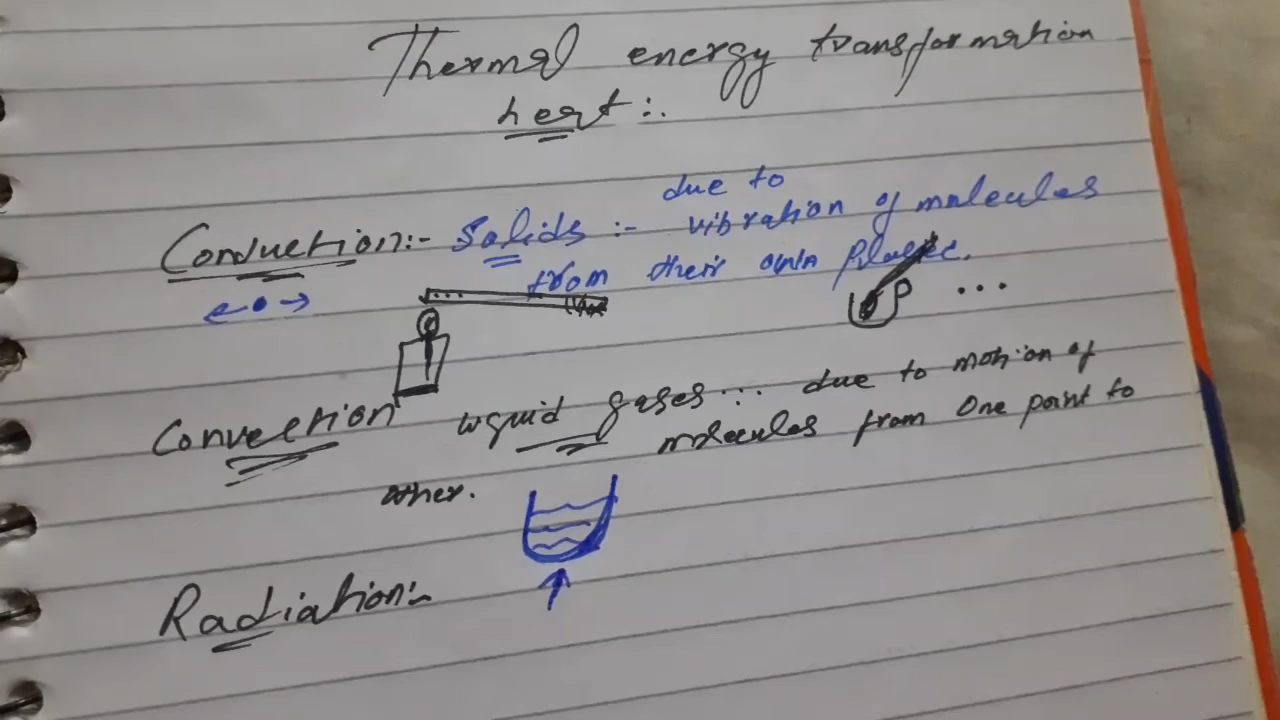 Thermal energy transformation
heat :.
due to
Conduction:- Solids :- vibration of molecules
from their own
Convection liquid gases... due to motion of
molecules from one point to
other.
Radiation:-